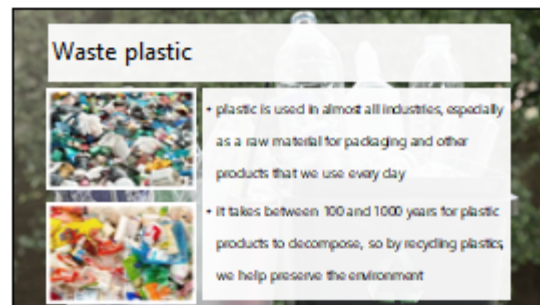 Waste plastic
• plastic is used in almost all industries, especially
as a raw material for packaging and other
products that we use every day
• it takes between 100 and 1000 years for plastic
products to decompose, so by recycling plastics,
we help preserve the environment